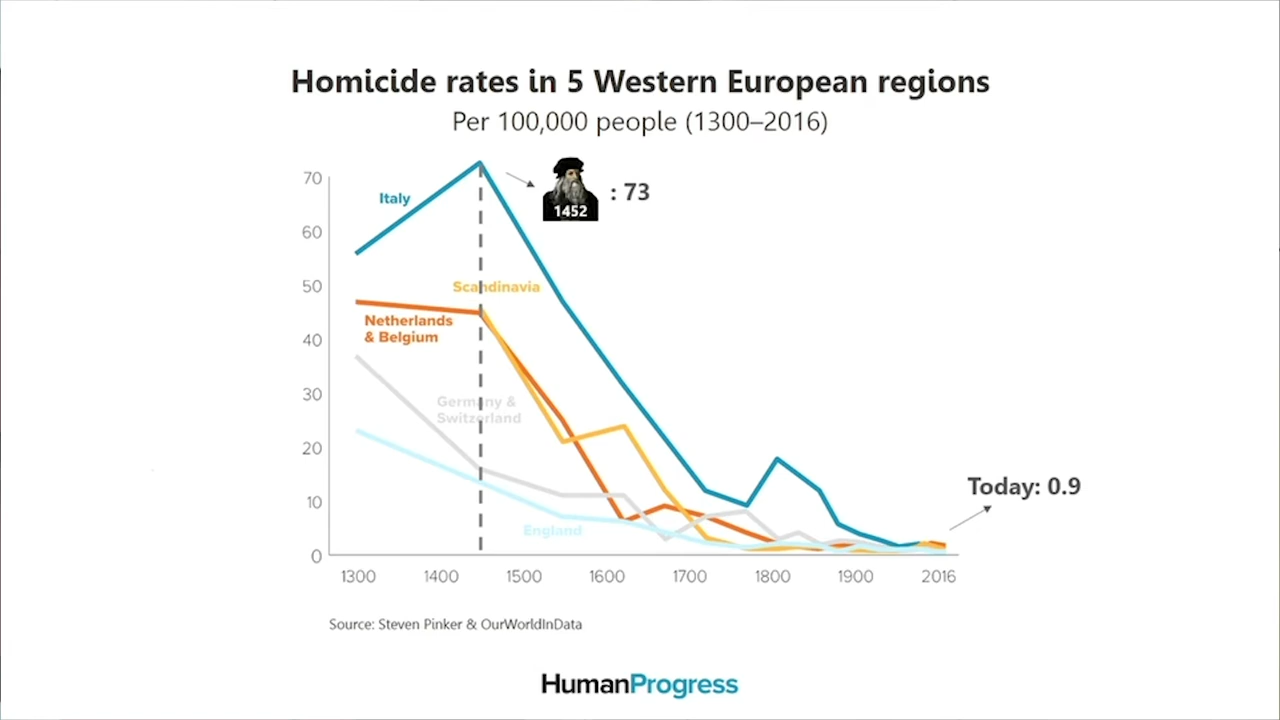 Homicide rates in 5 Western European regions
Per 100,000 people (1300–2016)
70
60
50
40
30
20
10
0
Italy
1452
: 73
Scandinavia
Netherlands
& Belgium
Germany &
Switzerland
England
Today: 0.9
1300 1400 1500 1600 1700 1800 1900 2016
Source: Steven Pinker & OurWorldInData
HumanProgress